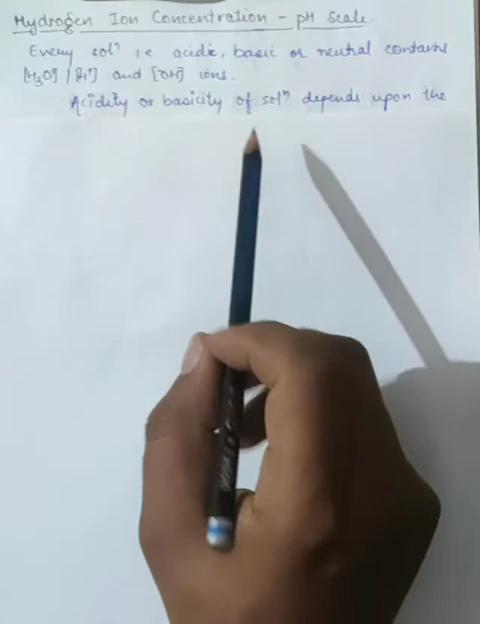 Hydrogen Ion Concentration - pH Scale
Every solⁿ i.e acidic, basic or neutral contains
[H₃O⁺] / [H⁺] and [OH⁻] ions.
Acidity or basicity of solⁿ depends upon the